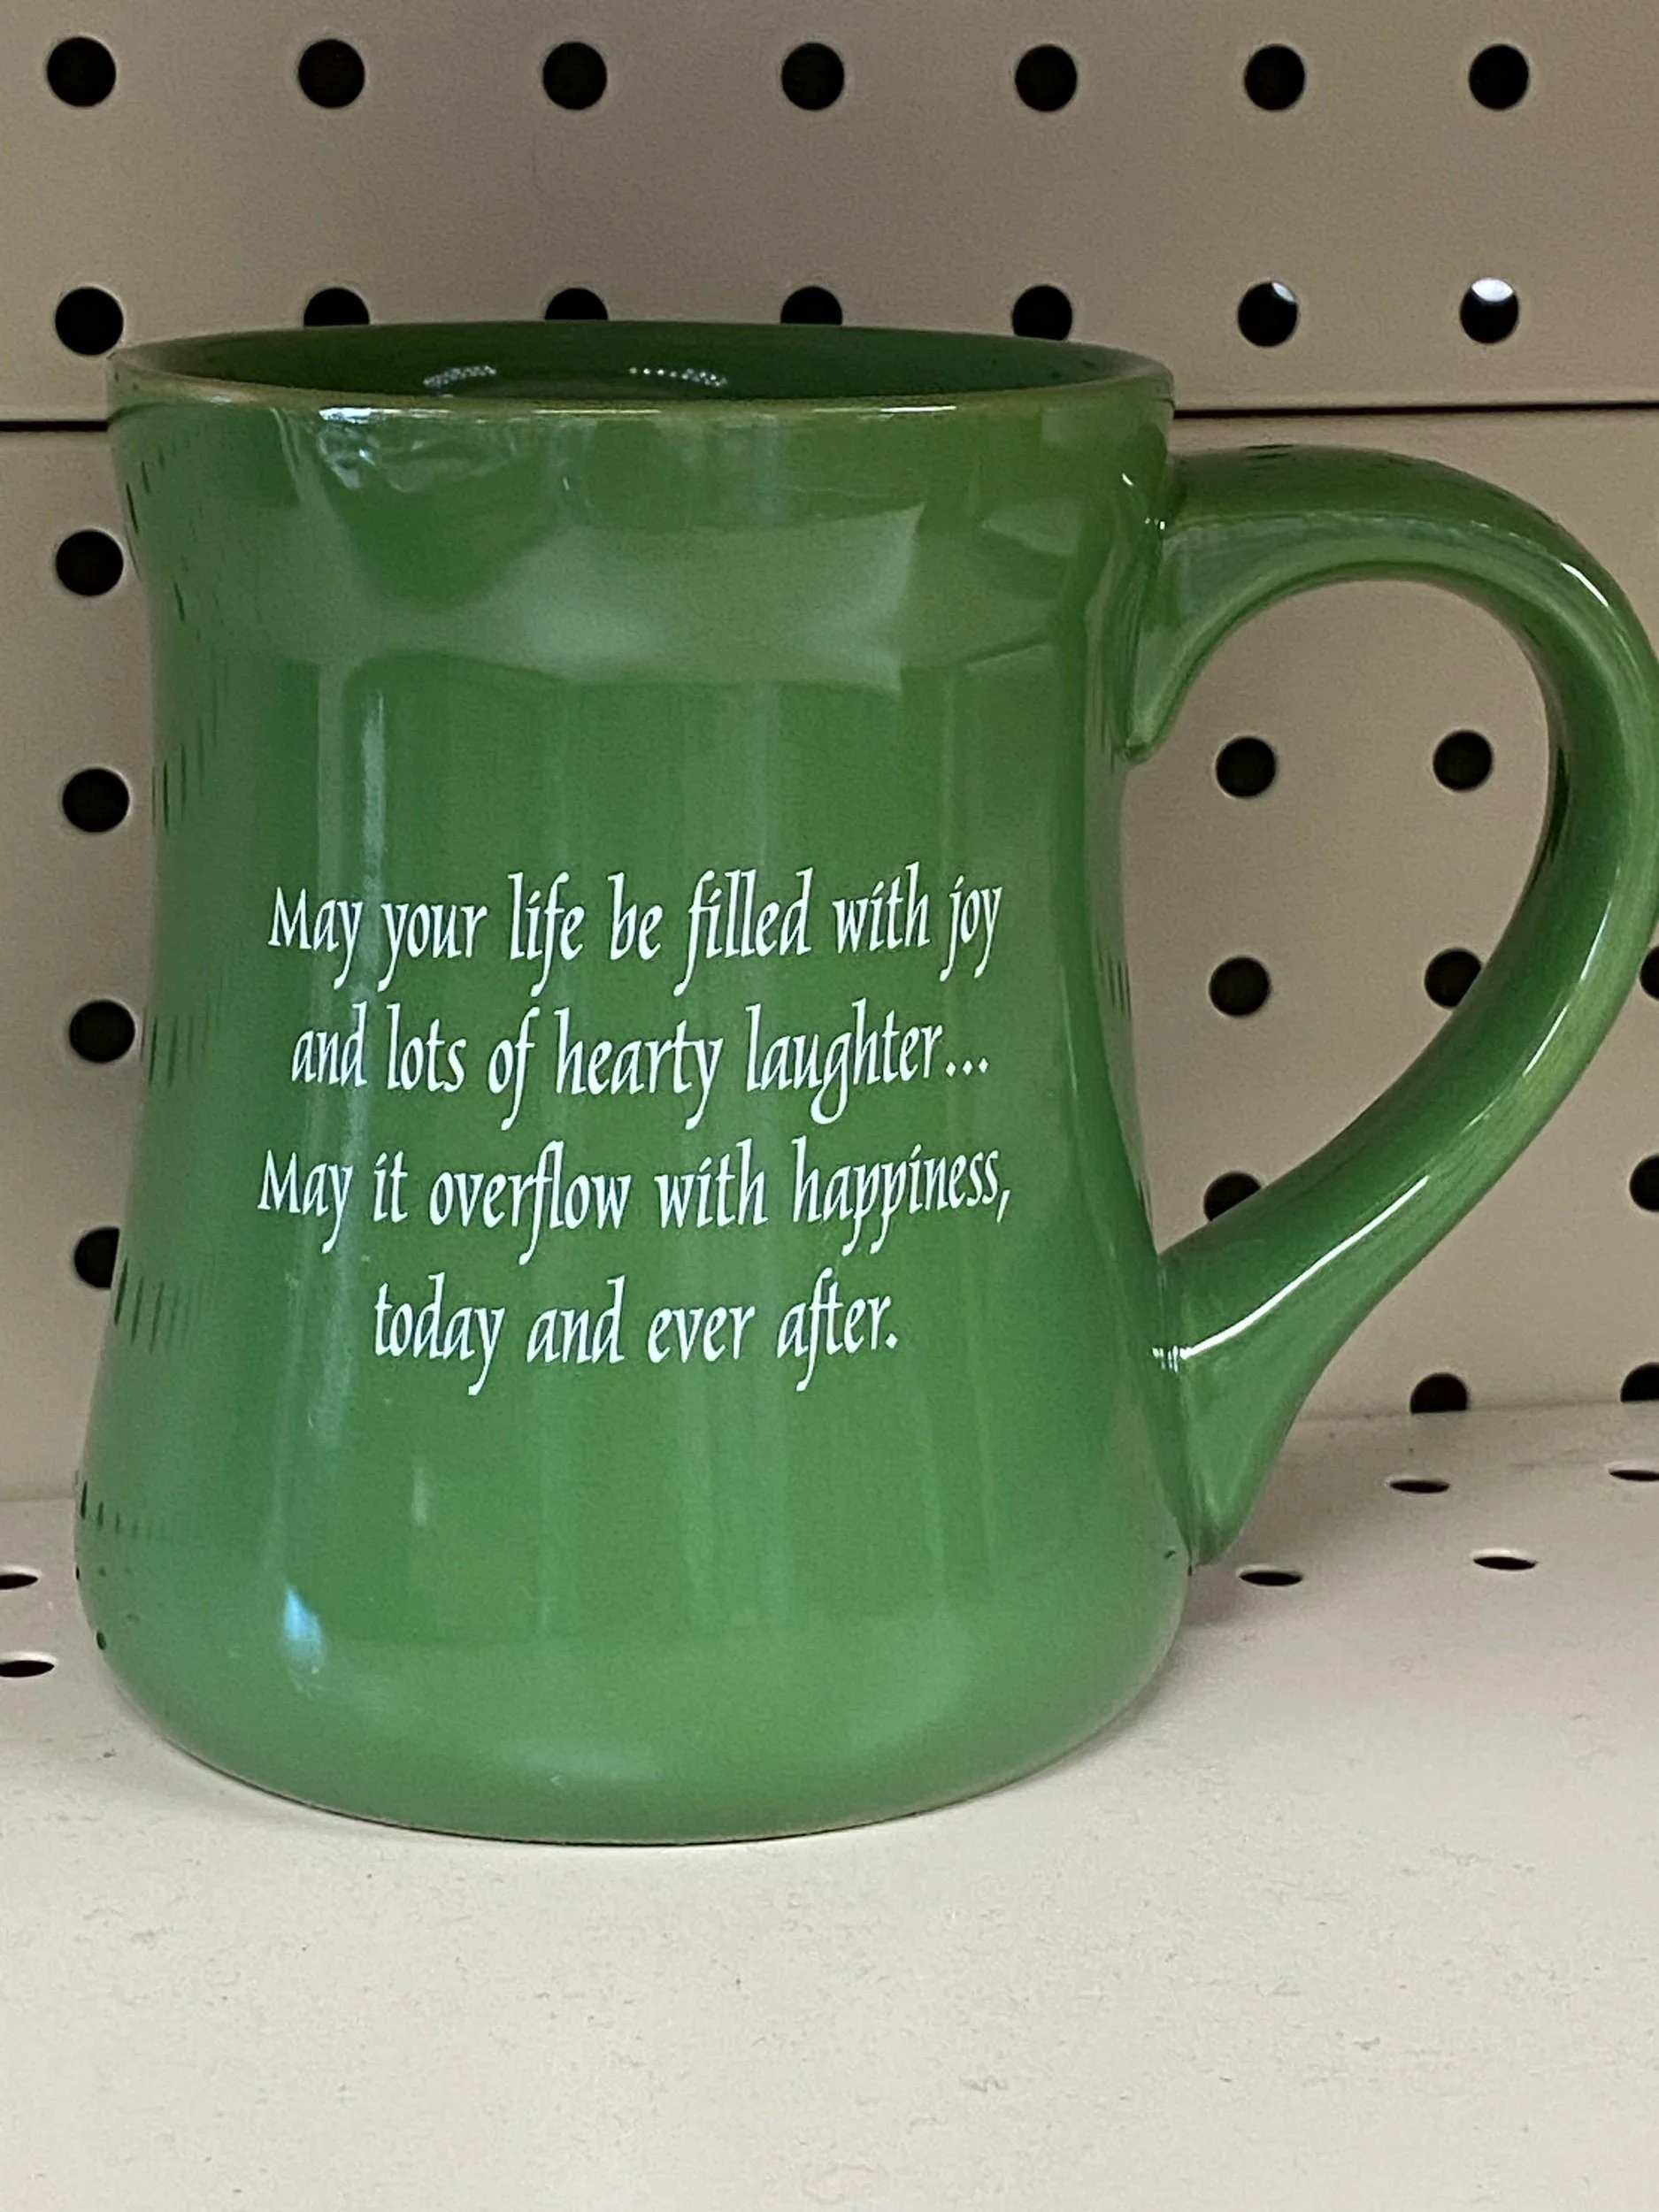 May your life be filled with joy
and lots of hearty laughter...
May it overflow with happiness,
today and ever after.